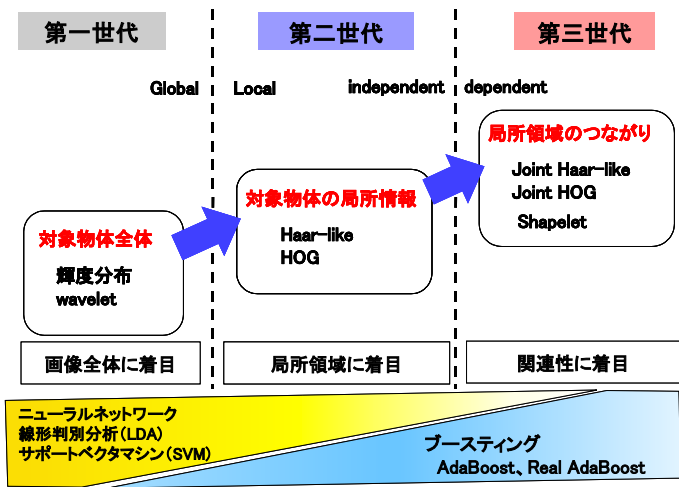 第一世代
第二世代
第三世代
Global
Local
independent
dependent
対象物体全体
輝度分布
wavelet
対象物体の局所情報
Haar-like
HOG
局所領域のつながり
Joint Haar-like
Joint HOG
Shapelet
画像全体に着目
局所領域に着目
関連性に着目
ニューラルネットワーク
線形判別分析(LDA)
サポートベクタマシン(SVM)
ブースティング
AdaBoost、Real AdaBoost